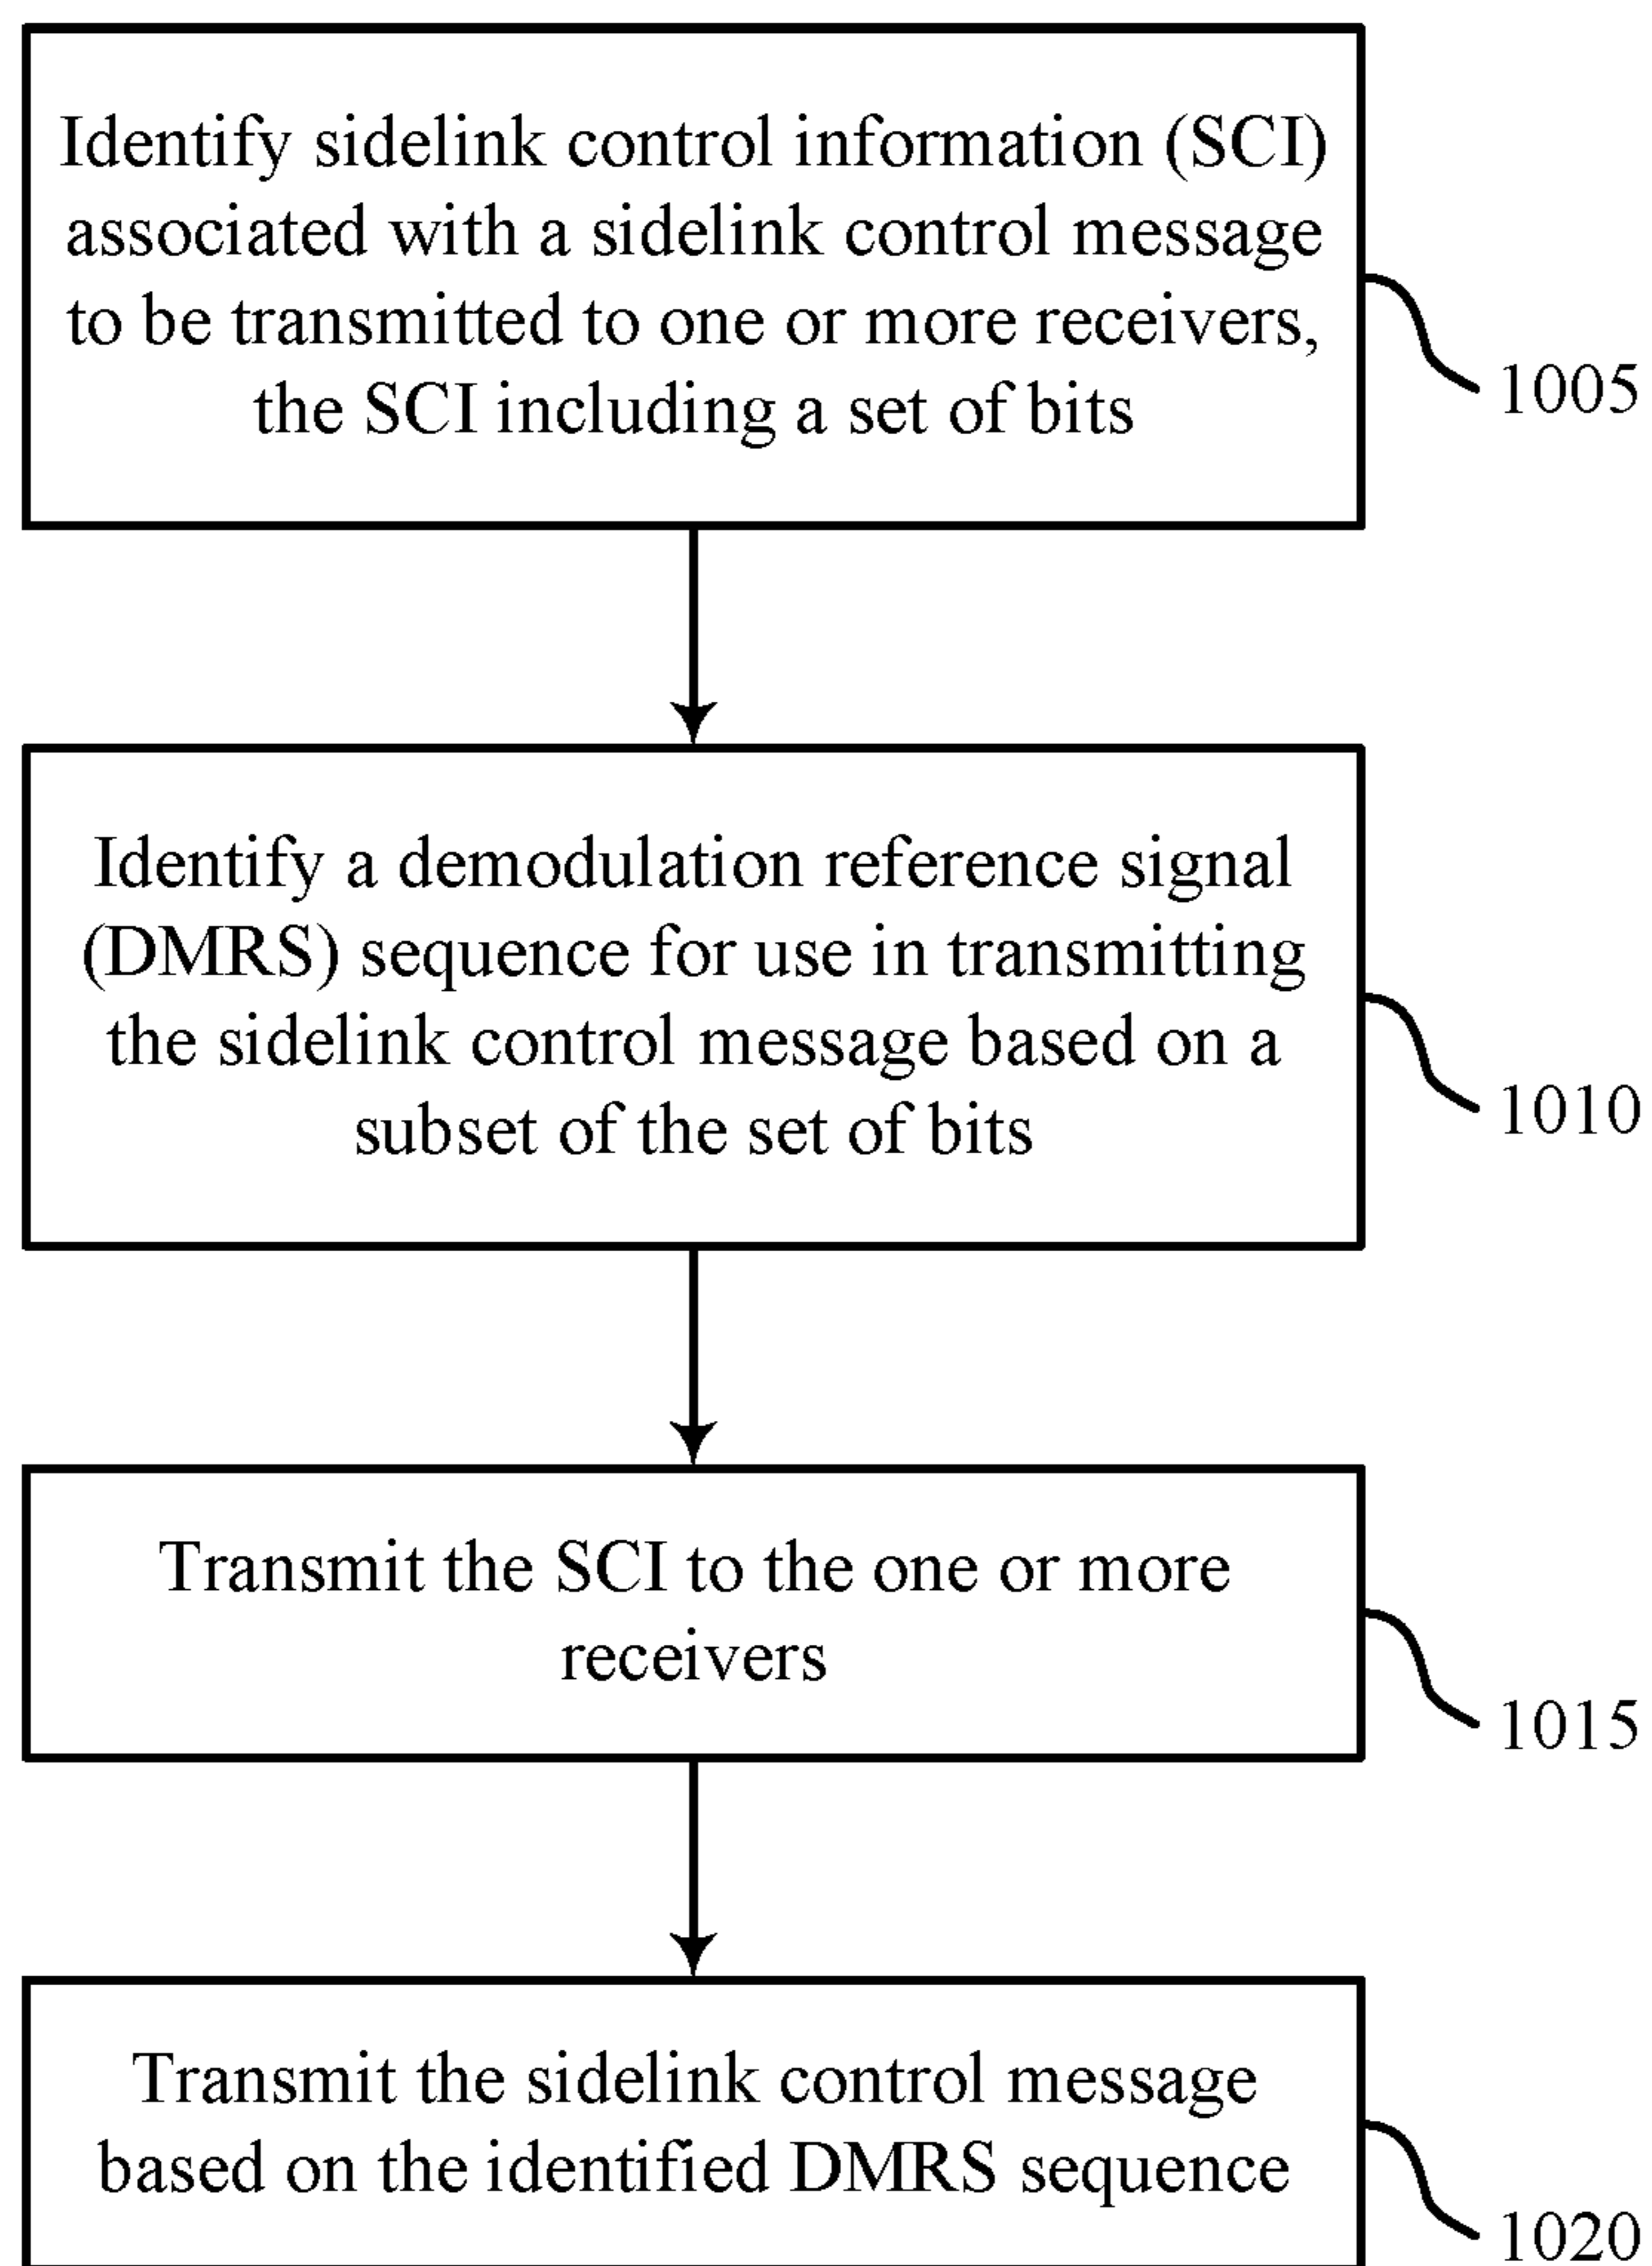 Identify sidelink control information (SCI)
associated with a sidelink control message
to be transmitted to one or more receivers,
the SCI including a set of bits
1005
Identify a demodulation reference signal
(DMRS) sequence for use in transmitting
the sidelink control message based on a
subset of the set of bits
1010
Transmit the SCI to the one or more
receivers
1015
Transmit the sidelink control message
based on the identified DMRS sequence
1020